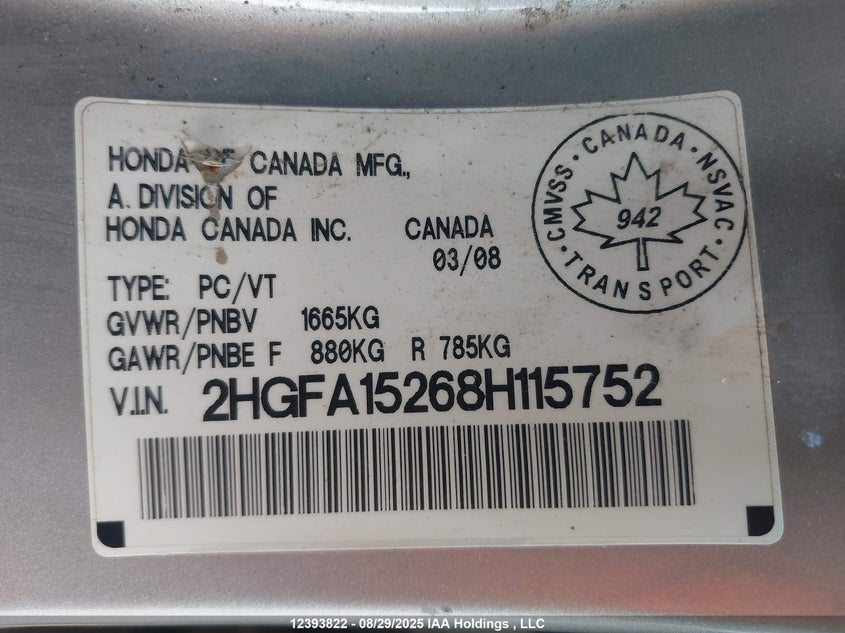 HONDA OF CANADA MFG.,
A. DIVISION OF
HONDA CANADA INC. CANADA
03/08
TYPE: PC/VT
GVWR/PNBV 1665KG
GAWR/PNBE F 880KG R 785KG
V.I.N. 2HGFA15268H115752
CMVSS · CANADA · NSVAC
942
· TRANSPORT ·
12393822 - 08/29/2025 IAA Holdings , LLC